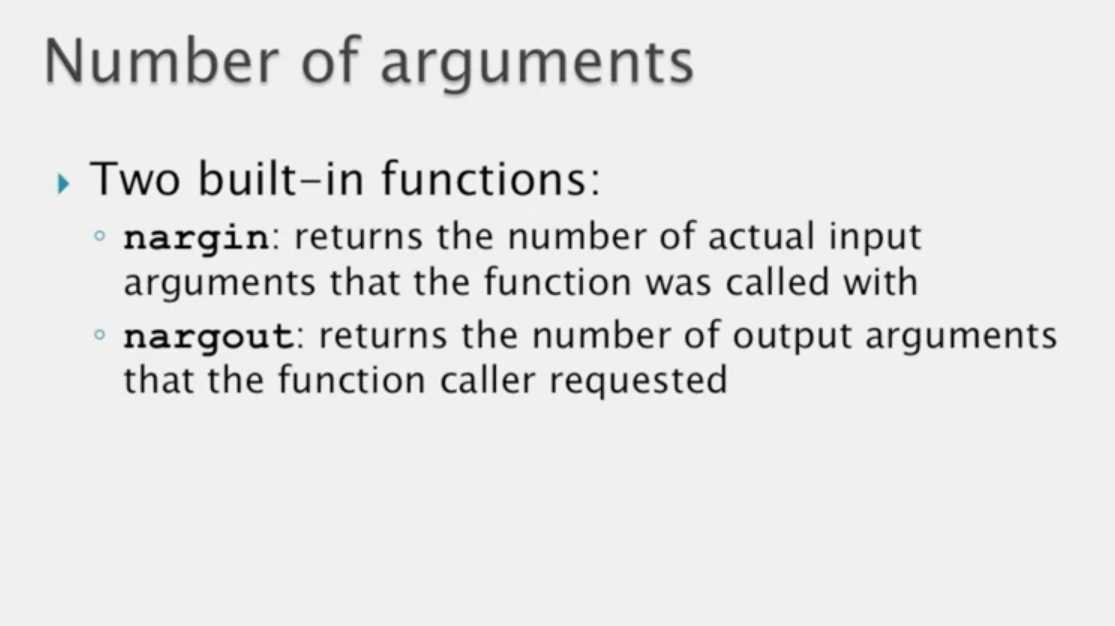 Number of arguments
Two built-in functions:
nargin: returns the number of actual input
arguments that the function was called with
nargout: returns the number of output arguments
that the function caller requested